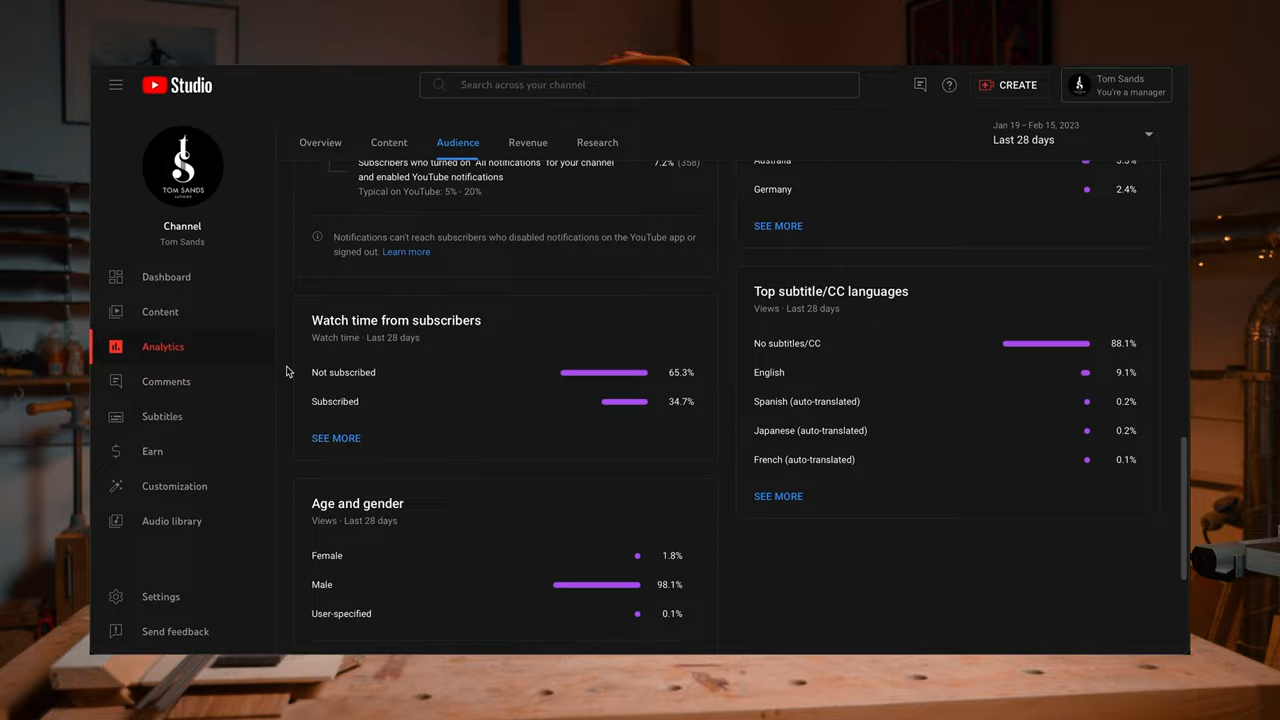 Studio
Search across your channel
CREATE
Tom Sands
You're a manager
TOM SANDS
LUTHIER
Channel
Tom Sands
Dashboard
Content
Analytics
Comments
Subtitles
Earn
Customization
Audio library
Settings
Send feedback
Overview
Content
Audience
Revenue
Research
Jan 19 – Feb 15, 2023
Last 28 days
Subscribers who turned on "All notifications" for your channel 7.2% (358)
and enabled YouTube notifications
Typical on YouTube: 5% - 20%
Notifications can't reach subscribers who disabled notifications on the YouTube app or
signed out. Learn more
Watch time from subscribers
Watch time · Last 28 days
Not subscribed 65.3%
Subscribed 34.7%
SEE MORE
Age and gender
Views · Last 28 days
Female 1.8%
Male 98.1%
User-specified 0.1%
Australia
Germany 2.4%
SEE MORE
Top subtitle/CC languages
Views · Last 28 days
No subtitles/CC 88.1%
English 9.1%
Spanish (auto-translated) 0.2%
Japanese (auto-translated) 0.2%
French (auto-translated) 0.1%
SEE MORE